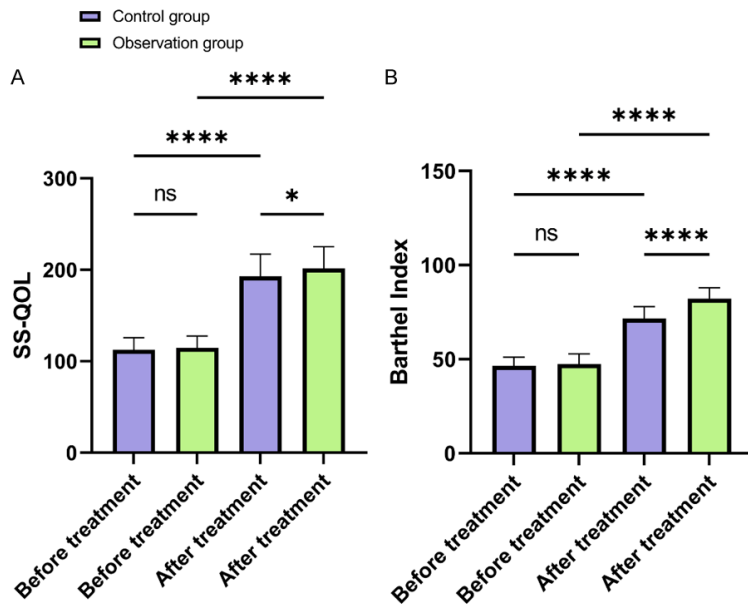 Control group
Observation group
A
****
****
ns
*
SS-QOL
300
200
100
0
Before treatment
Before treatment
After treatment
After treatment
B
****
****
ns
****
Barthel Index
150
100
50
0
Before treatment
Before treatment
After treatment
After treatment